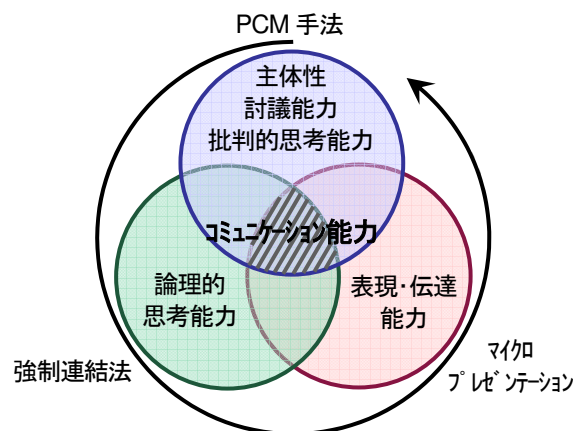 PCM 手法
主体性
討議能力
批判的思考能力
ｺﾐｭﾆｹｰｼｮﾝ能力
論理的
思考能力
表現･伝達
能力
強制連結法
ﾏｲｸﾛ
ﾌﾟﾚｾﾞﾝﾃｰｼｮﾝ